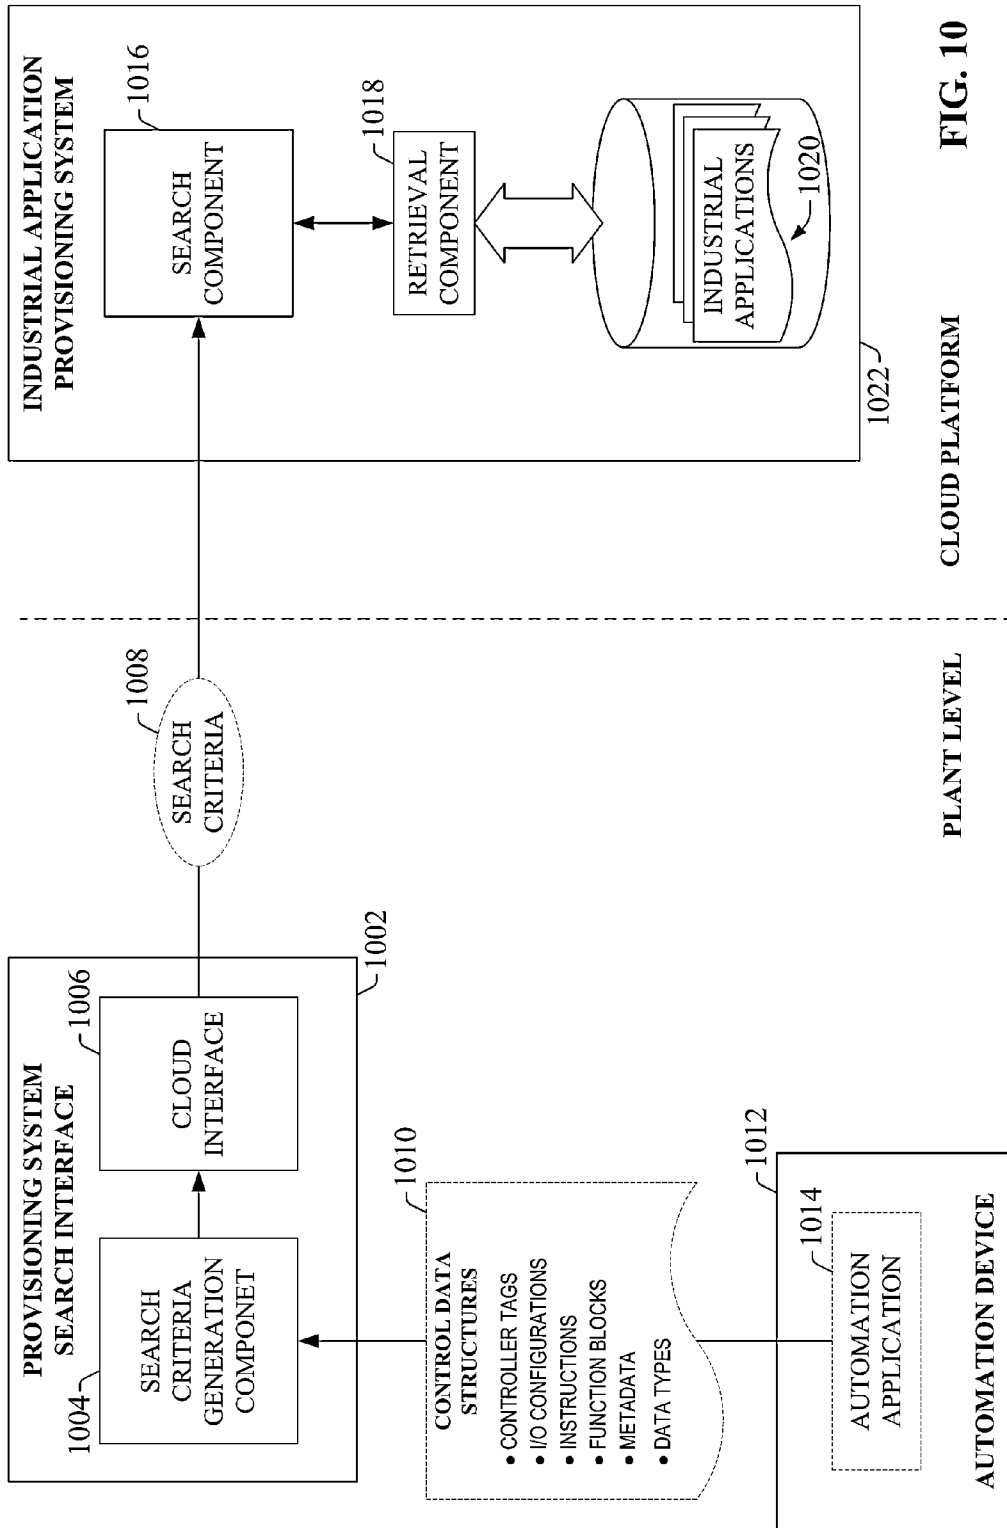 PROVISIONING SYSTEM
SEARCH INTERFACE
1004
SEARCH
CRITERIA
GENERATION
COMPONET
1006
CLOUD
INTERFACE
1002
SEARCH
CRITERIA
1008
INDUSTRIAL APPLICATION
PROVISIONING SYSTEM
SEARCH
COMPONENT
1016
RETRIEVAL
COMPONENT
1018
INDUSTRIAL
APPLICATIONS
1020
1022
CONTROL DATA
STRUCTURES
1010
• CONTROLLER TAGS
• I/O CONFIGURATIONS
• INSTRUCTIONS
• FUNCTION BLOCKS
• METADATA
• DATA TYPES
1012
1014
AUTOMATION
APPLICATION
AUTOMATION DEVICE
PLANT LEVEL
CLOUD PLATFORM
FIG. 10